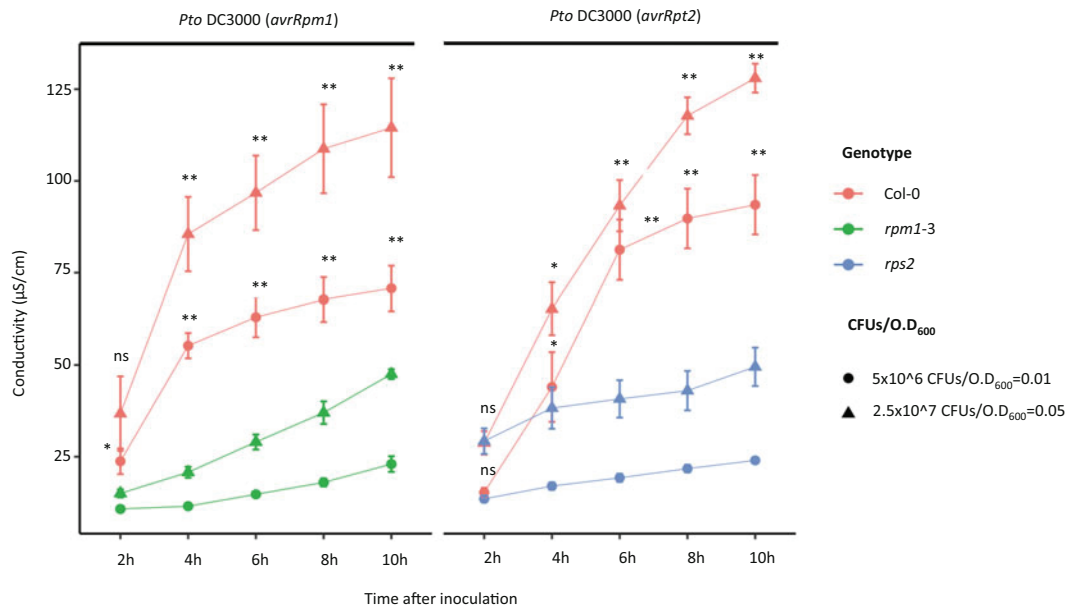 Pto DC3000 (avrRpm1)
Pto DC3000 (avrRpt2)
Conductivity (µS/cm)
125
100
75
50
25
ns
*
**
**
**
**
**
**
**
**
ns
ns
*
*
**
**
**
**
**
**
2h
4h
6h
8h
10h
2h
4h
6h
8h
10h
Time after inoculation
Genotype
Col-0
rpm1-3
rps2
CFUs/O.D600
5x10^6 CFUs/O.D600=0.01
2.5x10^7 CFUs/O.D600=0.05